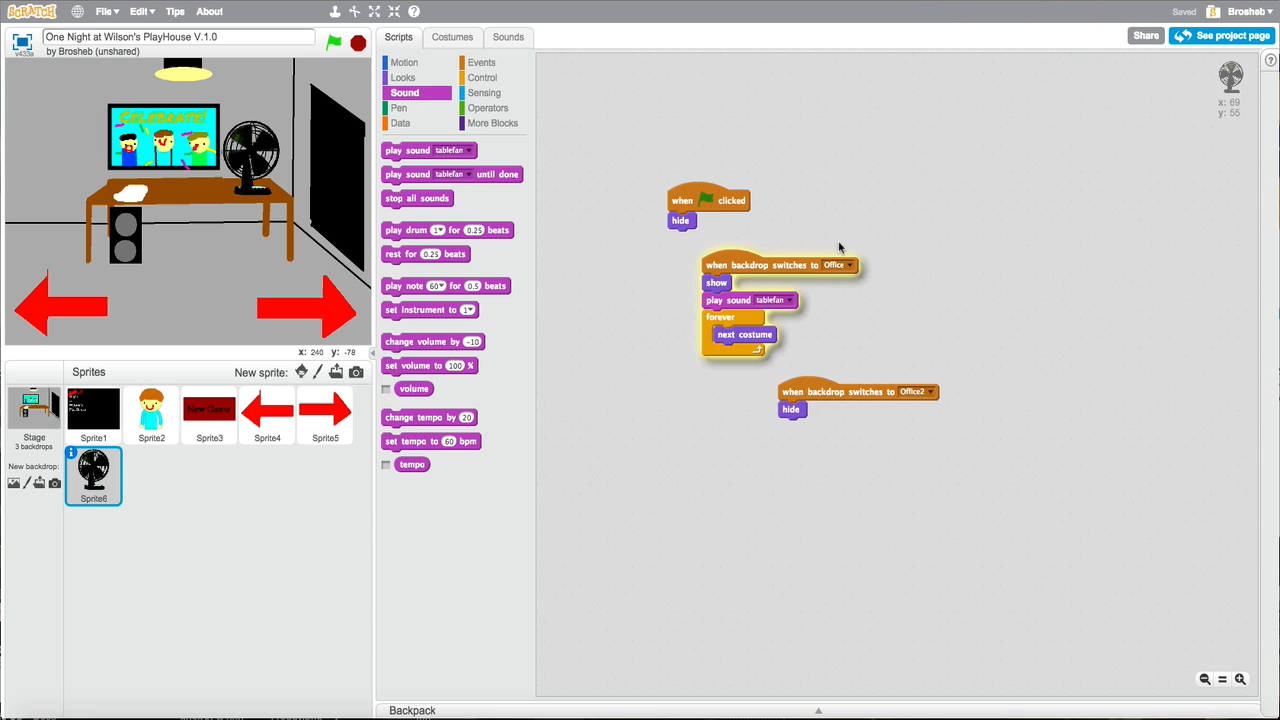 SCRATCH File Edit Tips About Saved Brosheb
v433a One Night at Wilson's PlayHouse V.1.0
by Brosheb (unshared)
Scripts Costumes Sounds Share See project page
CELEBRATE!
x: 240 y: -78
Sprites New sprite:
Stage
3 backdrops
New backdrop:
Sprite1 Sprite2 Sprite3 Sprite4 Sprite5
New Game
Sprite6
Motion Events
Looks Control
Sound Sensing
Pen Operators
Data More Blocks
play sound tablefan
play sound tablefan until done
stop all sounds
play drum 1 for 0.25 beats
rest for 0.25 beats
play note 60 for 0.5 beats
set instrument to 1
change volume by -10
set volume to 100 %
volume
change tempo by 20
set tempo to 60 bpm
tempo
when clicked
hide
when backdrop switches to Office
show
play sound tablefan
forever
next costume
when backdrop switches to Office2
hide
x: 69
y: 55
Backpack